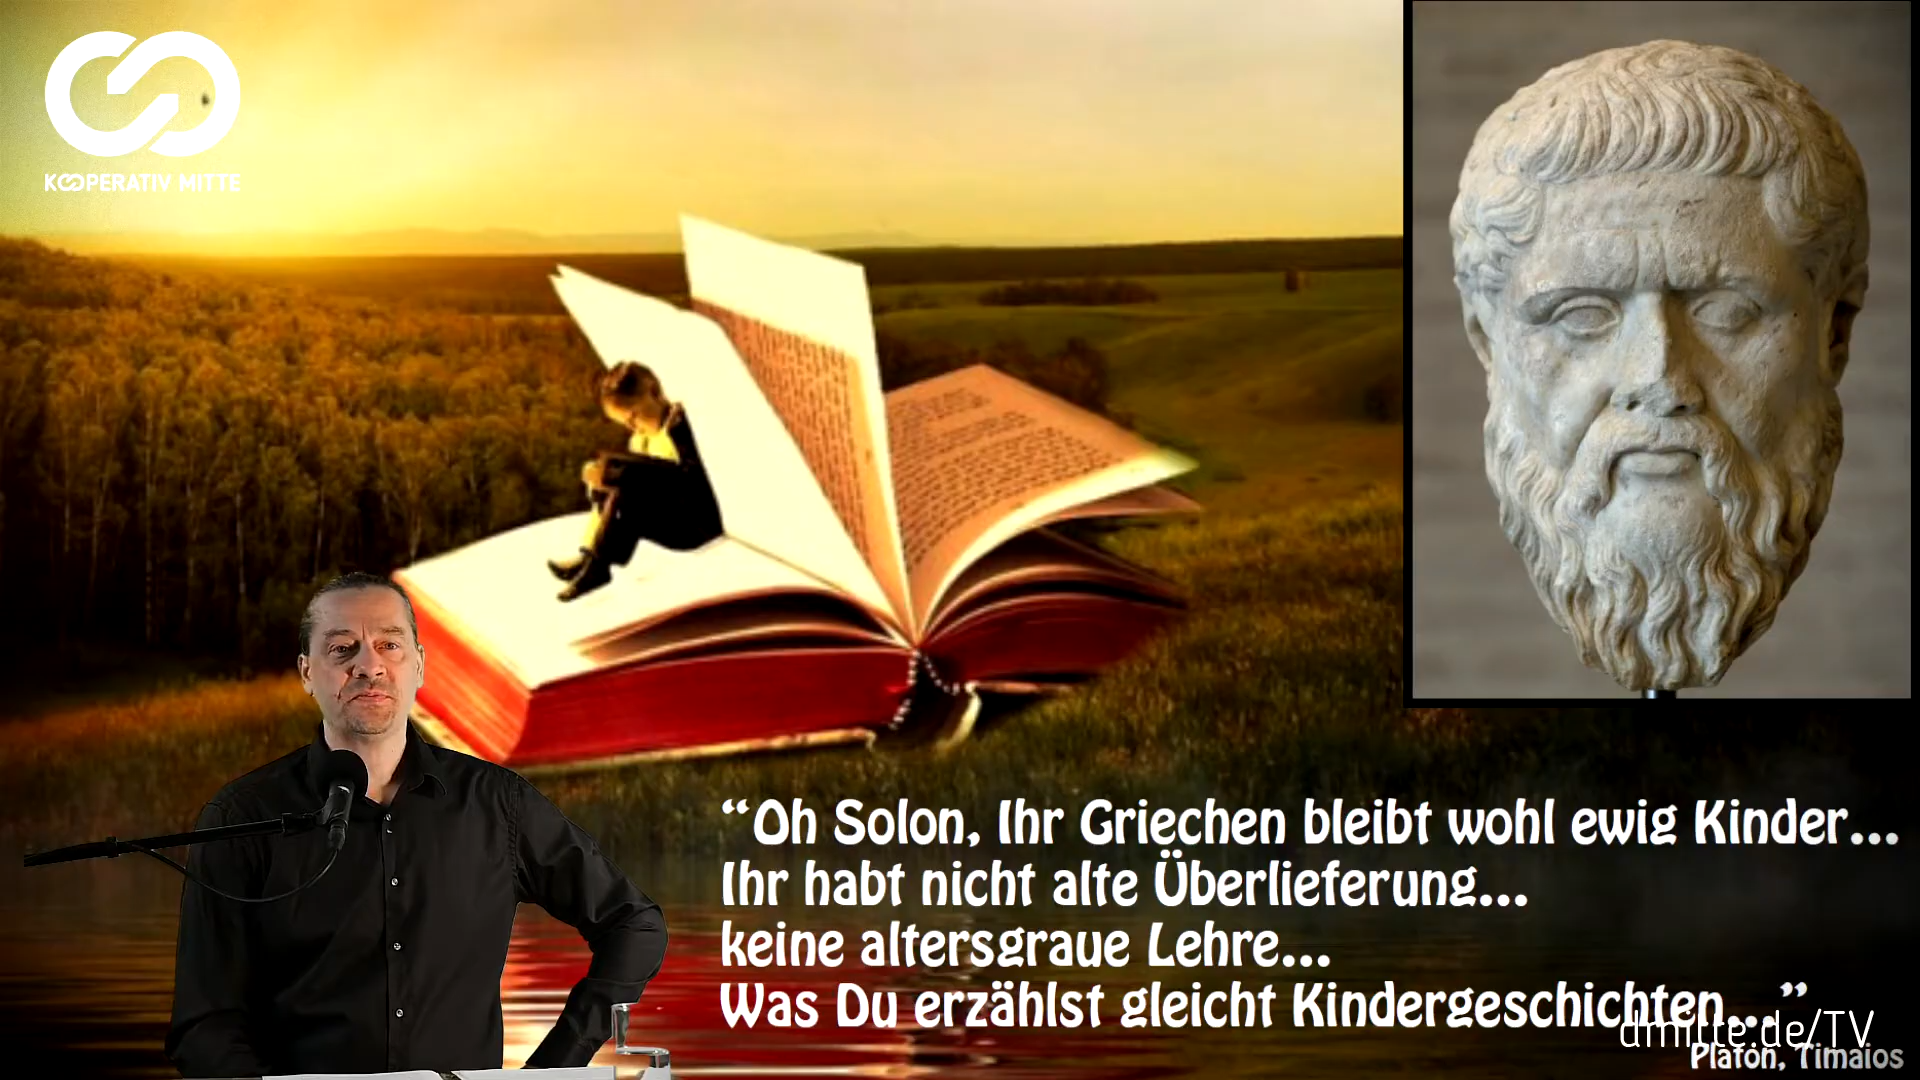 KOOPERATIV MITTE
“Oh Solon, Ihr Griechen bleibt wohl ewig Kinder...
Ihr habt nicht alte Überlieferung...
keine altersgraue Lehre...
Was Du erzählst gleicht Kindergeschichten...”
dmitte.de/TV
Platon, Timaios